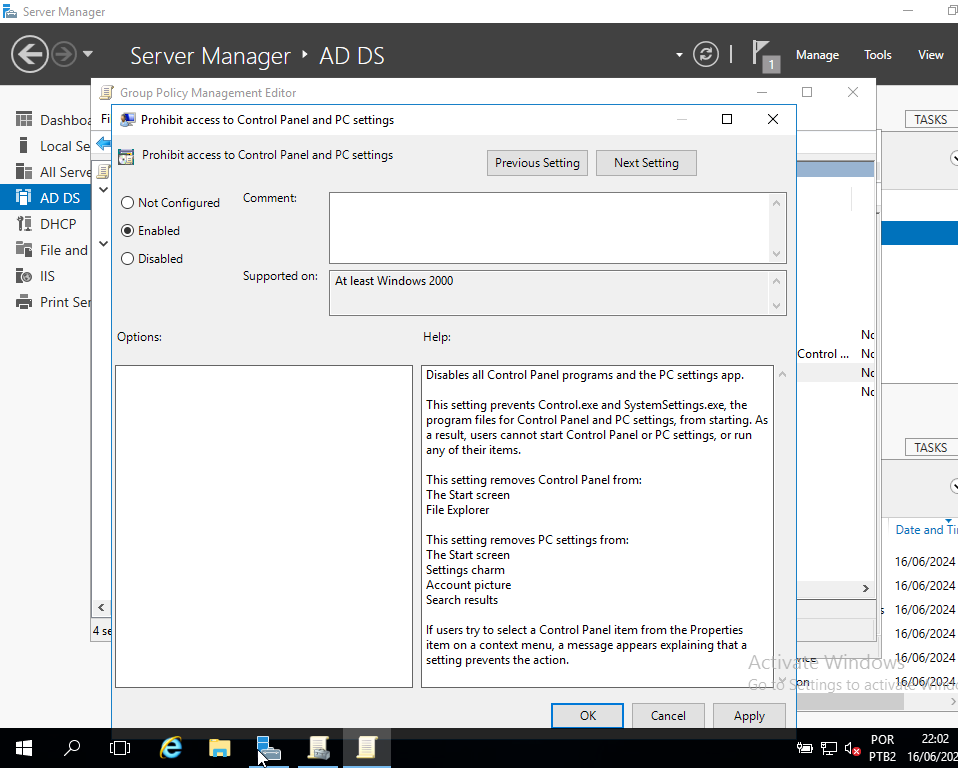 Server Manager
Server Manager ‣ AD DS
1
Manage
Tools
View
Group Policy Management Editor
Prohibit access to Control Panel and PC settings
Prohibit access to Control Panel and PC settings
Previous Setting
Next Setting
Not Configured
Enabled
Disabled
Comment:
Supported on:
At least Windows 2000
Options:
Help:
Disables all Control Panel programs and the PC settings app.
This setting prevents Control.exe and SystemSettings.exe, the
program files for Control Panel and PC settings, from starting. As
a result, users cannot start Control Panel or PC settings, or run
any of their items.
This setting removes Control Panel from:
The Start screen
File Explorer
This setting removes PC settings from:
The Start screen
Settings charm
Account picture
Search results
If users try to select a Control Panel item from the Properties
item on a context menu, a message appears explaining that a
setting prevents the action.
OK
Cancel
Apply
Dashboa
Local Se
All Serve
AD DS
DHCP
File and
IIS
Print Ser
Fi
4 se
TASKS
No
Control ... No
No
No
TASKS
Date and Ti
16/06/2024
16/06/2024
16/06/2024
16/06/2024
16/06/2024
16/06/2024
Activate Windows
Go to Settings to activate Windo
POR
PTB2
22:02
16/06/202